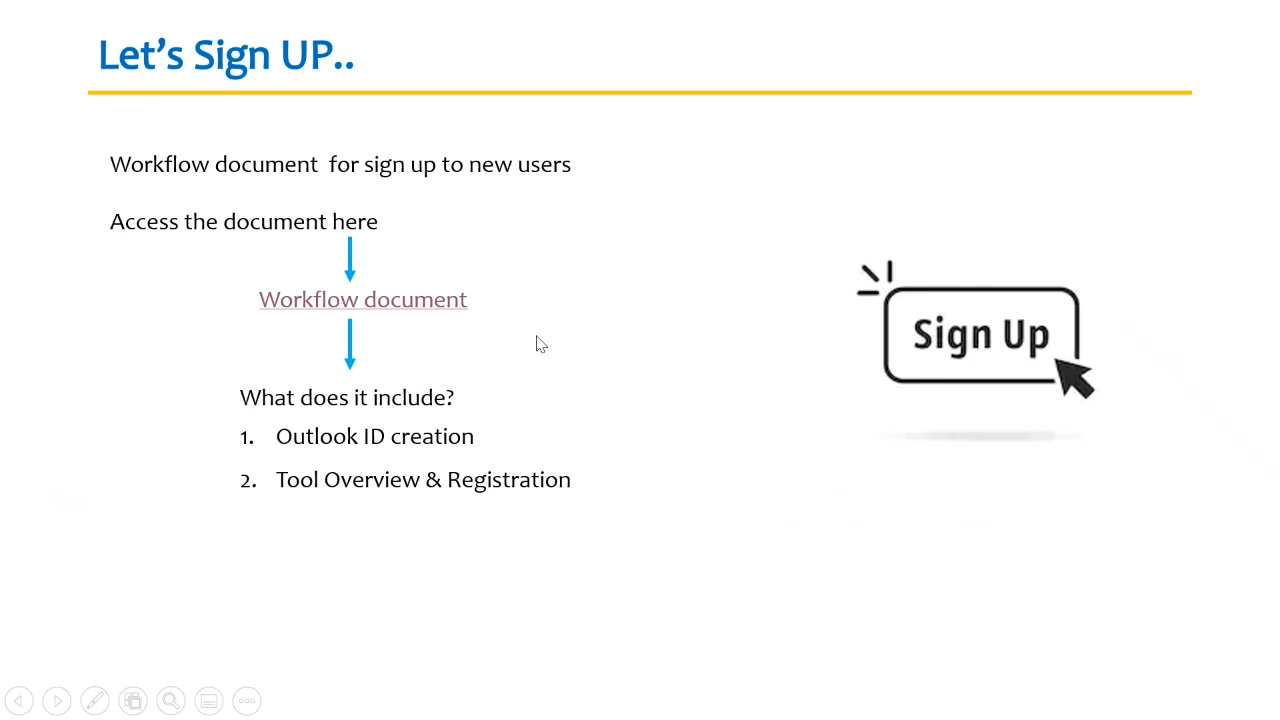 Let’s Sign UP..
Workflow document  for sign up to new users
Access the document here
Workflow document
Sign Up
What does it include?
1. Outlook ID creation
2. Tool Overview & Registration